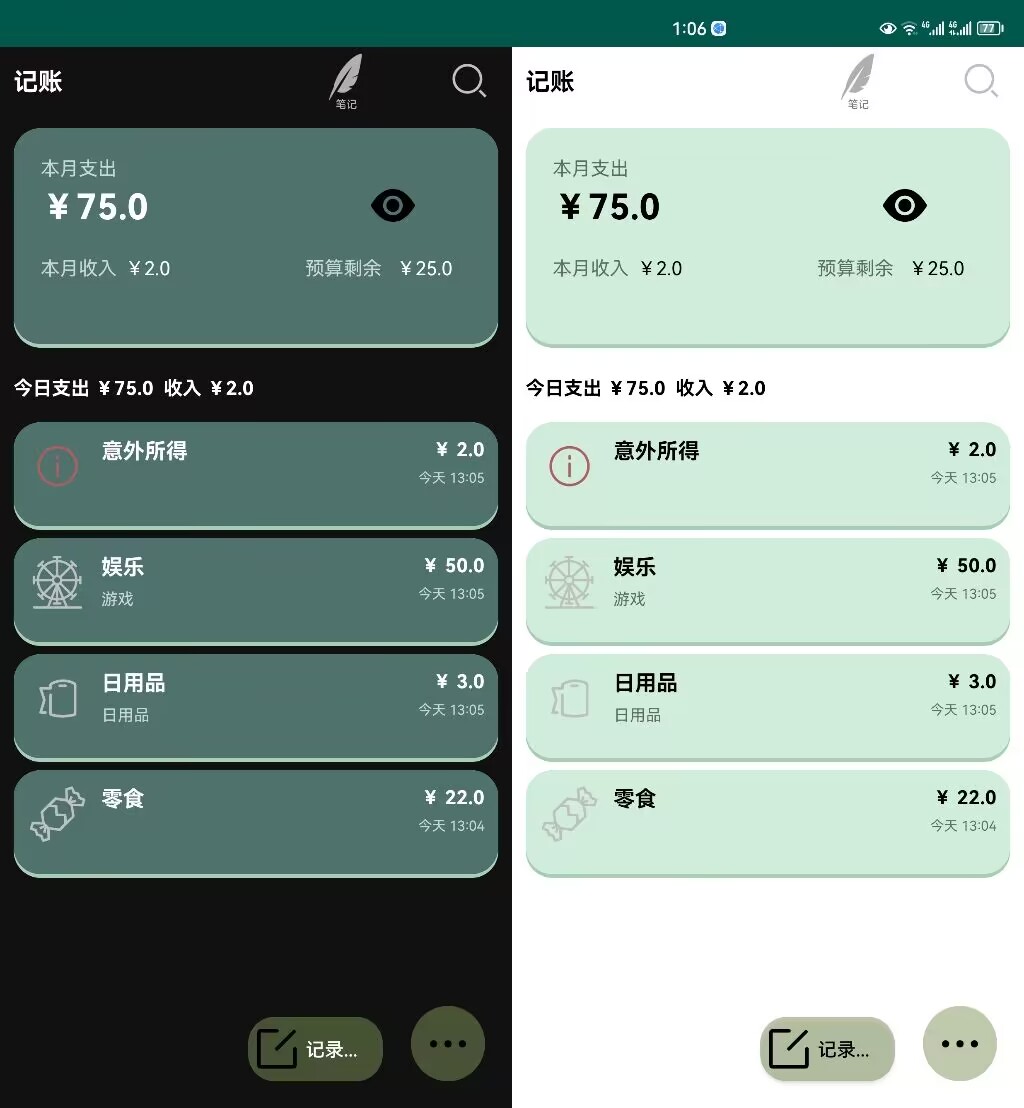 1:06 4G 4G 77
记账
笔记
本月支出
￥75.0
本月收入 ￥2.0 预算剩余 ￥25.0
今日支出 ￥75.0 收入 ￥2.0
意外所得 ￥ 2.0
今天 13:05
娱乐 ￥ 50.0
游戏 今天 13:05
日用品 ￥ 3.0
日用品 今天 13:05
零食 ￥ 22.0
今天 13:04
记录...
记账
笔记
本月支出
￥75.0
本月收入 ￥2.0 预算剩余 ￥25.0
今日支出 ￥75.0 收入 ￥2.0
意外所得 ￥ 2.0
今天 13:05
娱乐 ￥ 50.0
游戏 今天 13:05
日用品 ￥ 3.0
日用品 今天 13:05
零食 ￥ 22.0
今天 13:04
记录...